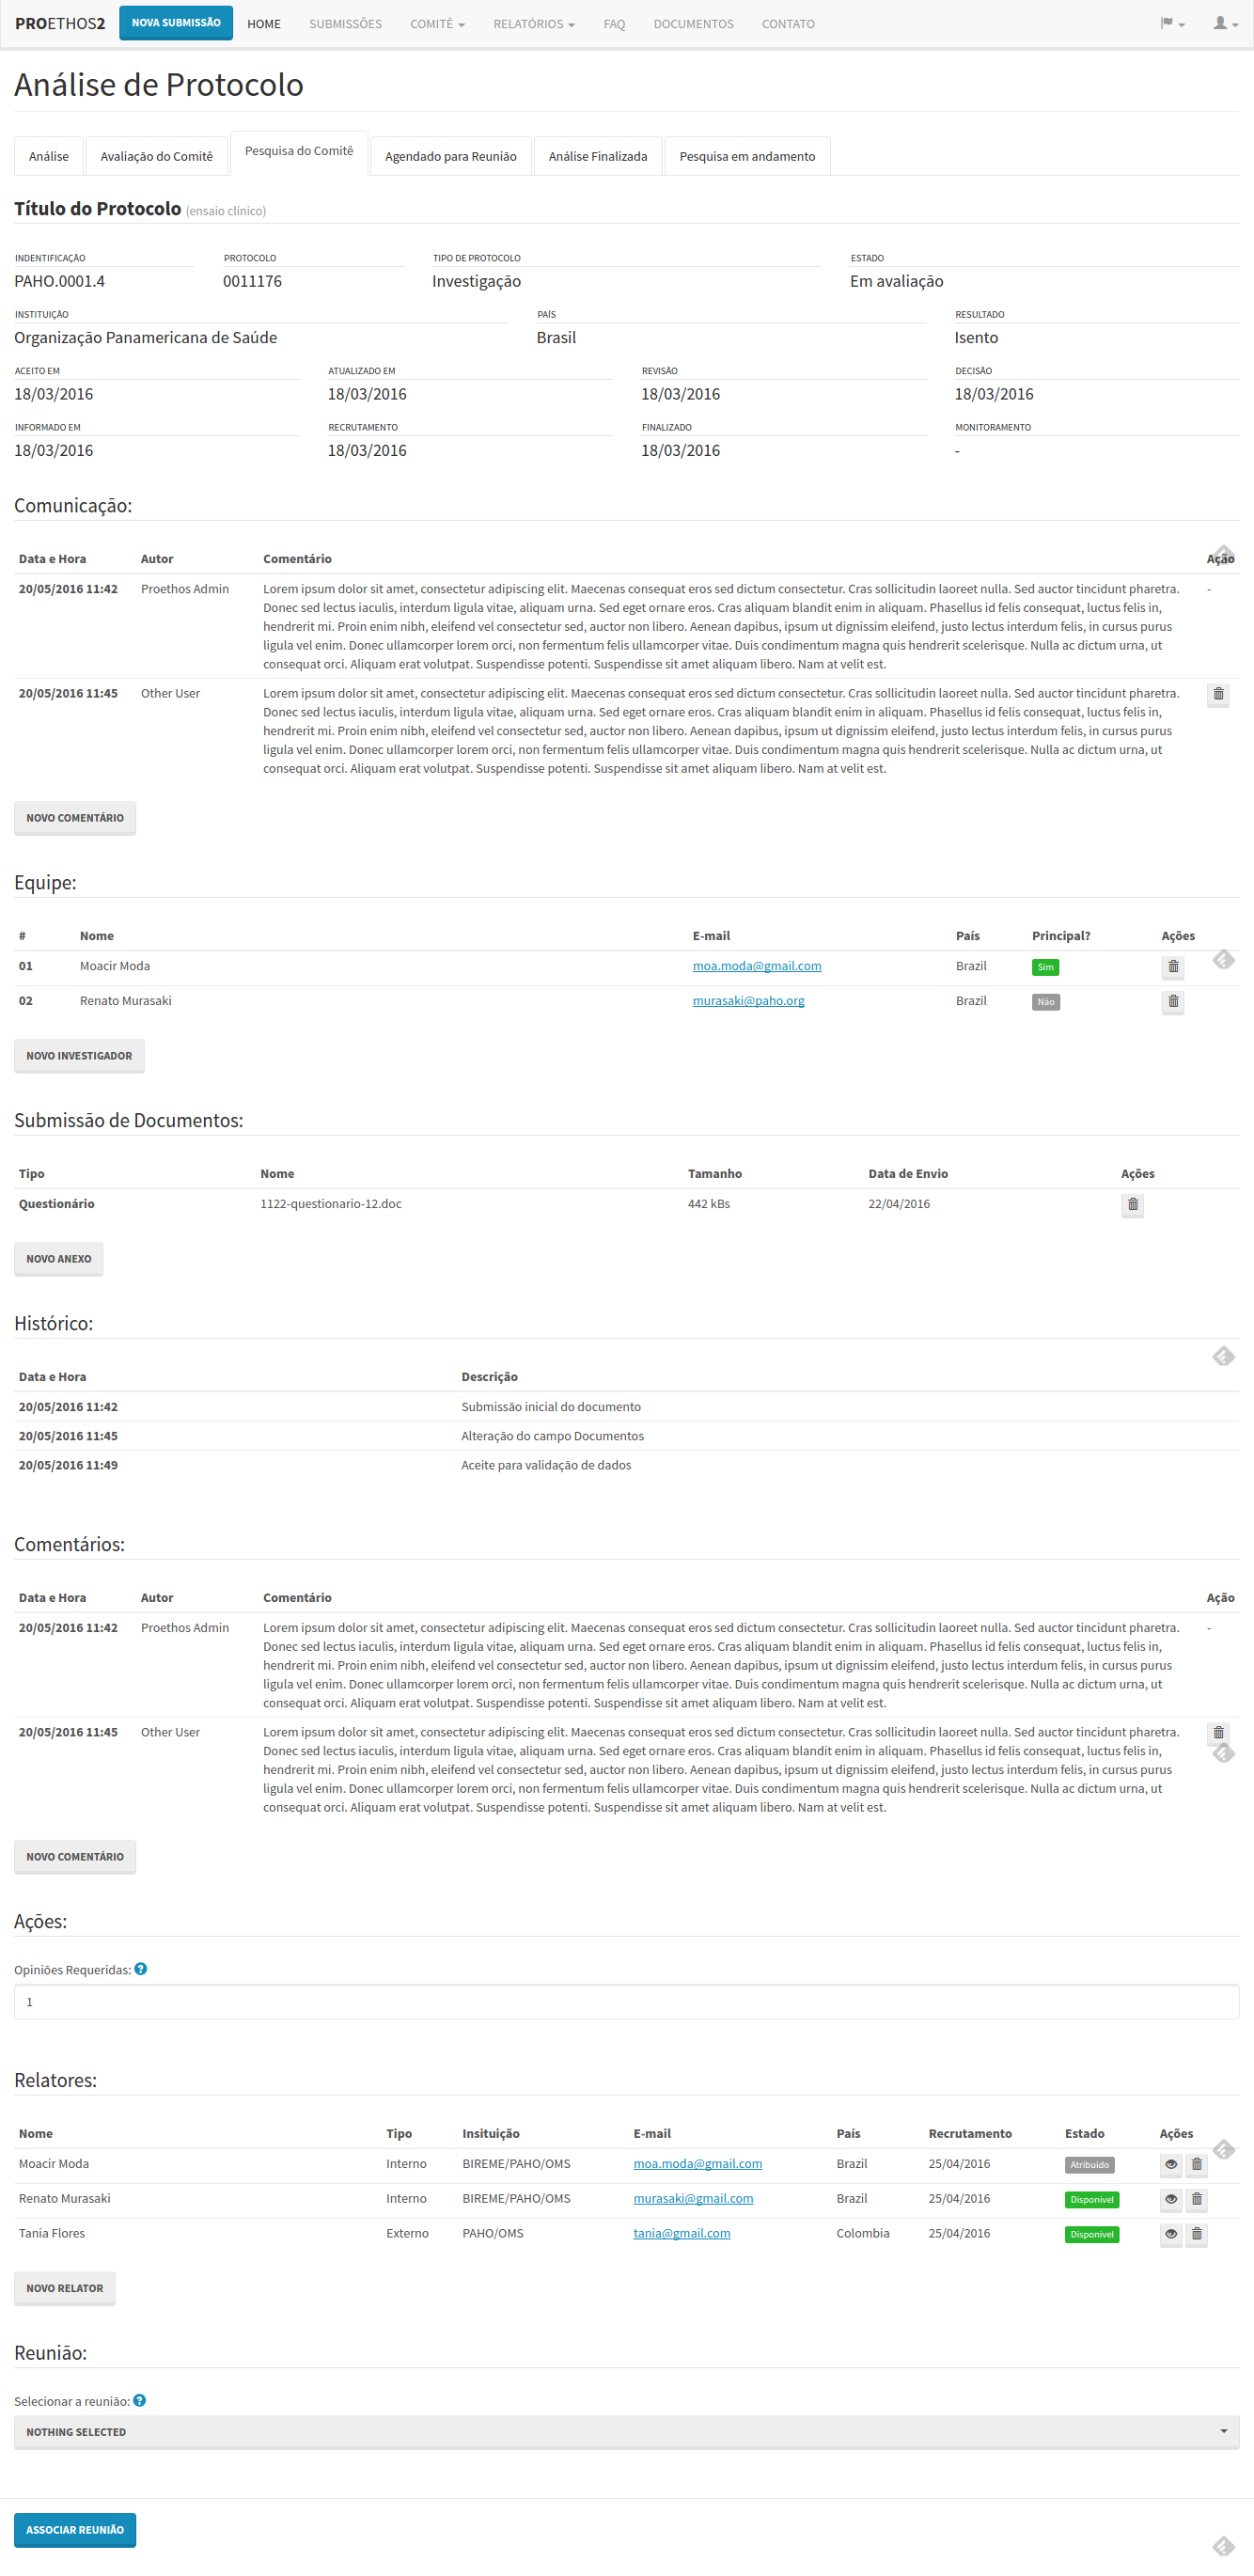 PROETHOS2 NOVA SUBMISSÃO HOME SUBMISSÕES COMITÊ RELATÓRIOS FAQ DOCUMENTOS CONTATO
Análise de Protocolo
Análise Avaliação do Comitê Pesquisa do Comitê Agendado para Reunião Análise Finalizada Pesquisa em andamento
Título do Protocolo (ensaio clínico)
INDENTIFICAÇÃO PROTOCOLO TIPO DE PROTOCOLO ESTADO
PAHO.0001.4 0011176 Investigação Em avaliação
INSTITUIÇÃO PAÍS RESULTADO
Organização Panamericana de Saúde Brasil Isento
ACEITO EM ATUALIZADO EM REVISÃO DECISÃO
18/03/2016 18/03/2016 18/03/2016 18/03/2016
INFORMADO EM RECRUTAMENTO FINALIZADO MONITORAMENTO
18/03/2016 18/03/2016 18/03/2016 -
Comunicação:
Data e Hora Autor Comentário Ação
20/05/2016 11:42 Proethos Admin Lorem ipsum dolor sit amet, consectetur adipiscing elit. Maecenas consequat eros sed dictum consectetur. Cras sollicitudin laoreet nulla. Sed auctor tincidunt pharetra. -
Donec sed lectus iaculis, interdum ligula vitae, aliquam urna. Sed eget ornare eros. Cras aliquam blandit enim in aliquam. Phasellus id felis consequat, luctus felis in,
hendrerit mi. Proin enim nibh, eleifend vel consectetur sed, auctor non libero. Aenean dapibus, ipsum ut dignissim eleifend, justo lectus interdum felis, in cursus purus
ligula vel enim. Donec ullamcorper lorem orci, non fermentum felis ullamcorper vitae. Duis condimentum magna quis hendrerit scelerisque. Nulla ac dictum urna, ut
consequat orci. Aliquam erat volutpat. Suspendisse potenti. Suspendisse sit amet aliquam libero. Nam at velit est.
20/05/2016 11:45 Other User Lorem ipsum dolor sit amet, consectetur adipiscing elit. Maecenas consequat eros sed dictum consectetur. Cras sollicitudin laoreet nulla. Sed auctor tincidunt pharetra.
Donec sed lectus iaculis, interdum ligula vitae, aliquam urna. Sed eget ornare eros. Cras aliquam blandit enim in aliquam. Phasellus id felis consequat, luctus felis in,
hendrerit mi. Proin enim nibh, eleifend vel consectetur sed, auctor non libero. Aenean dapibus, ipsum ut dignissim eleifend, justo lectus interdum felis, in cursus purus
ligula vel enim. Donec ullamcorper lorem orci, non fermentum felis ullamcorper vitae. Duis condimentum magna quis hendrerit scelerisque. Nulla ac dictum urna, ut
consequat orci. Aliquam erat volutpat. Suspendisse potenti. Suspendisse sit amet aliquam libero. Nam at velit est.
NOVO COMENTÁRIO
Equipe:
# Nome E-mail País Principal? Ações
01 Moacir Moda moa.moda@gmail.com Brazil Sim
02 Renato Murasaki murasaki@paho.org Brazil Não
NOVO INVESTIGADOR
Submissão de Documentos:
Tipo Nome Tamanho Data de Envio Ações
Questionário 1122-questionario-12.doc 442 kBs 22/04/2016
NOVO ANEXO
Histórico:
Data e Hora Descrição
20/05/2016 11:42 Submissão inicial do documento
20/05/2016 11:45 Alteração do campo Documentos
20/05/2016 11:49 Aceite para validação de dados
Comentários:
Data e Hora Autor Comentário Ação
20/05/2016 11:42 Proethos Admin Lorem ipsum dolor sit amet, consectetur adipiscing elit. Maecenas consequat eros sed dictum consectetur. Cras sollicitudin laoreet nulla. Sed auctor tincidunt pharetra. -
Donec sed lectus iaculis, interdum ligula vitae, aliquam urna. Sed eget ornare eros. Cras aliquam blandit enim in aliquam. Phasellus id felis consequat, luctus felis in,
hendrerit mi. Proin enim nibh, eleifend vel consectetur sed, auctor non libero. Aenean dapibus, ipsum ut dignissim eleifend, justo lectus interdum felis, in cursus purus
ligula vel enim. Donec ullamcorper lorem orci, non fermentum felis ullamcorper vitae. Duis condimentum magna quis hendrerit scelerisque. Nulla ac dictum urna, ut
consequat orci. Aliquam erat volutpat. Suspendisse potenti. Suspendisse sit amet aliquam libero. Nam at velit est.
20/05/2016 11:45 Other User Lorem ipsum dolor sit amet, consectetur adipiscing elit. Maecenas consequat eros sed dictum consectetur. Cras sollicitudin laoreet nulla. Sed auctor tincidunt pharetra.
Donec sed lectus iaculis, interdum ligula vitae, aliquam urna. Sed eget ornare eros. Cras aliquam blandit enim in aliquam. Phasellus id felis consequat, luctus felis in,
hendrerit mi. Proin enim nibh, eleifend vel consectetur sed, auctor non libero. Aenean dapibus, ipsum ut dignissim eleifend, justo lectus interdum felis, in cursus purus
ligula vel enim. Donec ullamcorper lorem orci, non fermentum felis ullamcorper vitae. Duis condimentum magna quis hendrerit scelerisque. Nulla ac dictum urna, ut
consequat orci. Aliquam erat volutpat. Suspendisse potenti. Suspendisse sit amet aliquam libero. Nam at velit est.
NOVO COMENTÁRIO
Ações:
Opiniões Requeridas: ?
1
Relatores:
Nome Tipo Insituição E-mail País Recrutamento Estado Ações
Moacir Moda Interno BIREME/PAHO/OMS moa.moda@gmail.com Brazil 25/04/2016 Atribuído
Renato Murasaki Interno BIREME/PAHO/OMS murasaki@gmail.com Brazil 25/04/2016 Disponível
Tania Flores Externo PAHO/OMS tania@gmail.com Colombia 25/04/2016 Disponível
NOVO RELATOR
Reunião:
Selecionar a reunião: ?
NOTHING SELECTED
ASSOCIAR REUNIÃO